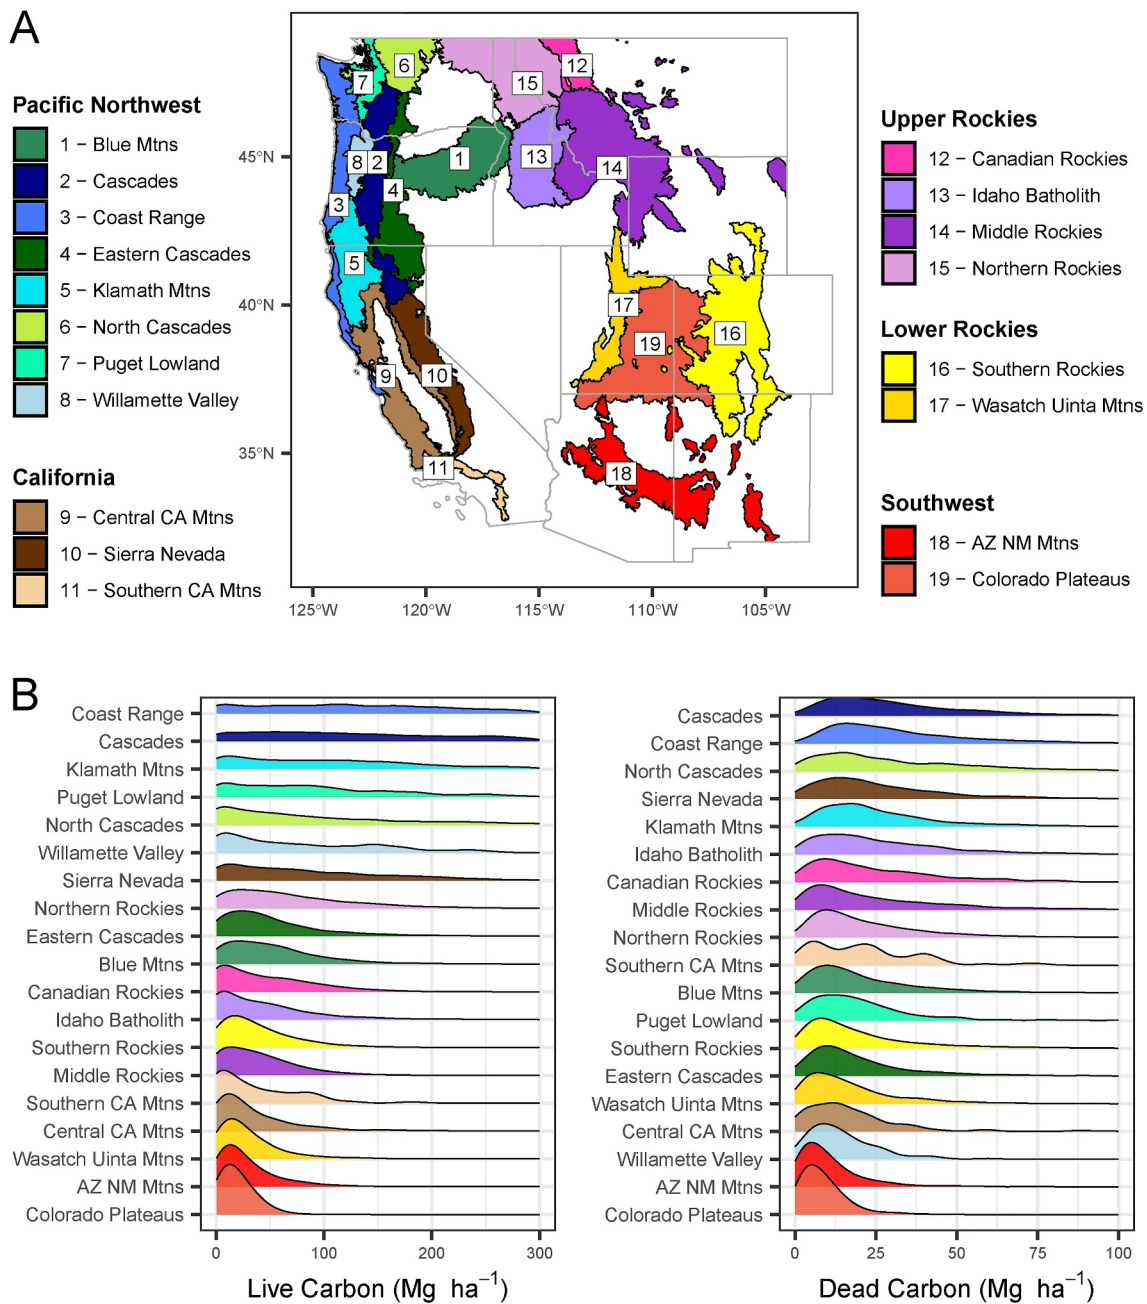 A
Pacific Northwest
1 − Blue Mtns
2 − Cascades
3 − Coast Range
4 − Eastern Cascades
5 − Klamath Mtns
6 − North Cascades
7 − Puget Lowland
8 − Willamette Valley
California
9 − Central CA Mtns
10 − Sierra Nevada
11 − Southern CA Mtns
45°N
40°N
35°N
6
12
7
15
8
2
1
13
14
4
3
5
17
19
16
9
10
11
18
125°W
120°W
115°W
110°W
105°W
Upper Rockies
12 − Canadian Rockies
13 − Idaho Batholith
14 − Middle Rockies
15 − Northern Rockies
Lower Rockies
16 − Southern Rockies
17 − Wasatch Uinta Mtns
Southwest
18 − AZ NM Mtns
19 − Colorado Plateaus
B
Coast Range
Cascades
Klamath Mtns
Puget Lowland
North Cascades
Willamette Valley
Sierra Nevada
Northern Rockies
Eastern Cascades
Blue Mtns
Canadian Rockies
Idaho Batholith
Southern Rockies
Middle Rockies
Southern CA Mtns
Central CA Mtns
Wasatch Uinta Mtns
AZ NM Mtns
Colorado Plateaus
0
100
200
300
Live Carbon (Mg ha⁻¹)
Cascades
Coast Range
North Cascades
Sierra Nevada
Klamath Mtns
Idaho Batholith
Canadian Rockies
Middle Rockies
Northern Rockies
Southern CA Mtns
Blue Mtns
Puget Lowland
Southern Rockies
Eastern Cascades
Wasatch Uinta Mtns
Central CA Mtns
Willamette Valley
AZ NM Mtns
Colorado Plateaus
0
25
50
75
100
Dead Carbon (Mg ha⁻¹)